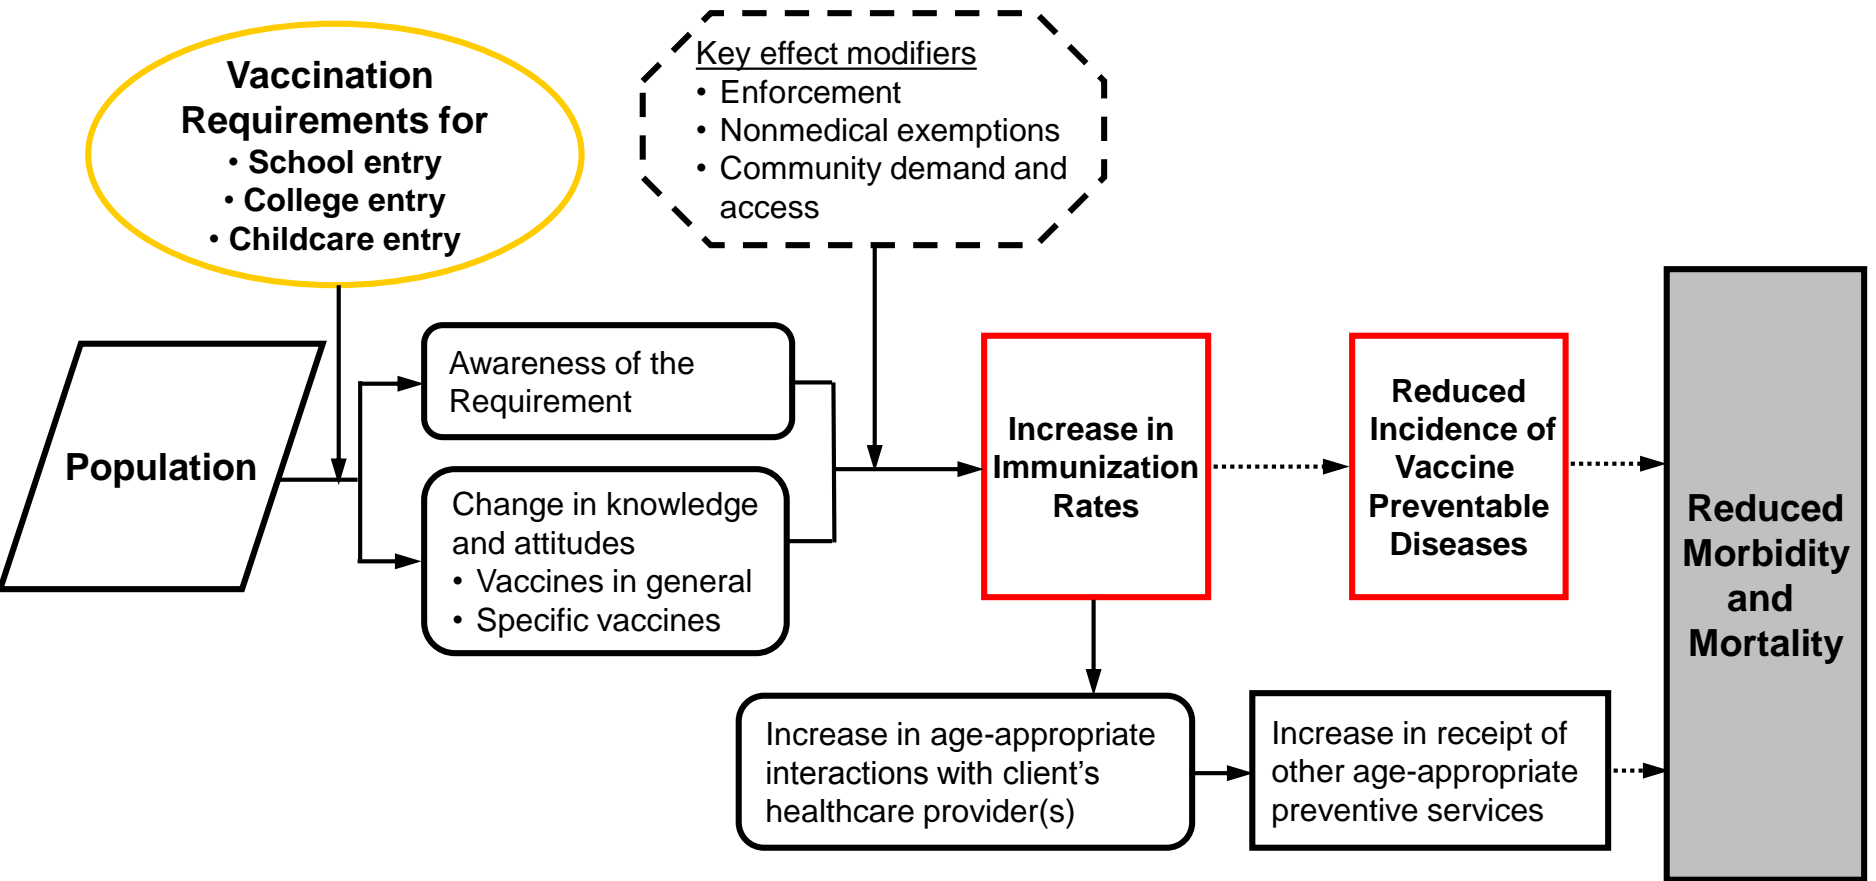 Vaccination
Requirements for
• School entry
• College entry
• Childcare entry
Key effect modifiers
• Enforcement
• Nonmedical exemptions
• Community demand and
access
Population
Awareness of the
Requirement
Change in knowledge
and attitudes
• Vaccines in general
• Specific vaccines
Increase in
Immunization
Rates
Reduced
Incidence of
Vaccine
Preventable
Diseases
Reduced
Morbidity
and
Mortality
Increase in age-appropriate
interactions with client’s
healthcare provider(s)
Increase in receipt of
other age-appropriate
preventive services